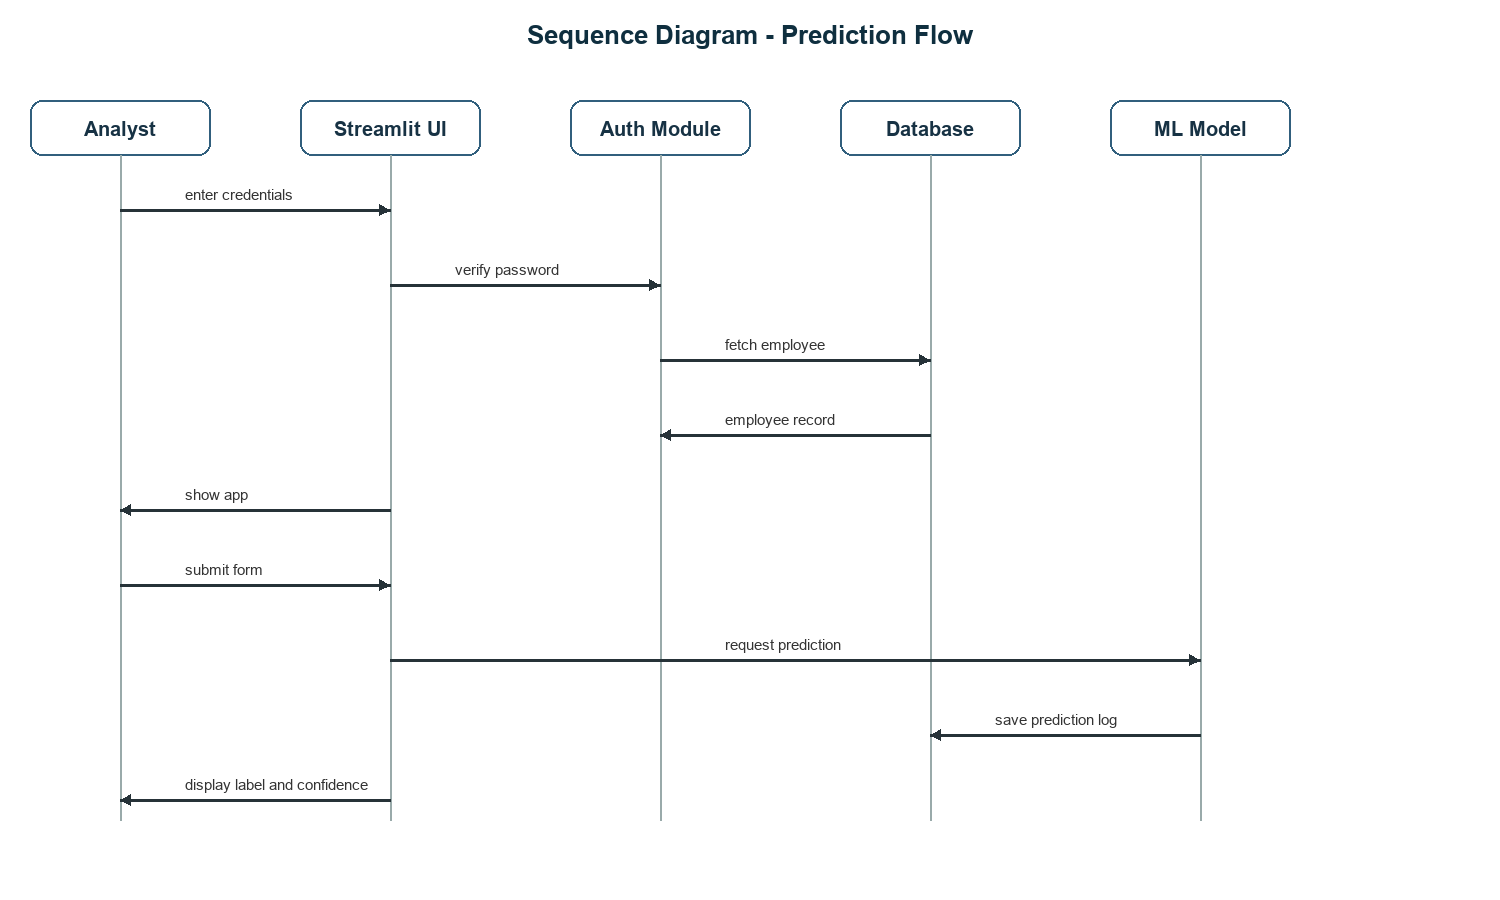 Sequence Diagram - Prediction Flow
Analyst
Streamlit UI
Auth Module
Database
ML Model
enter credentials
verify password
fetch employee
employee record
show app
submit form
request prediction
save prediction log
display label and confidence